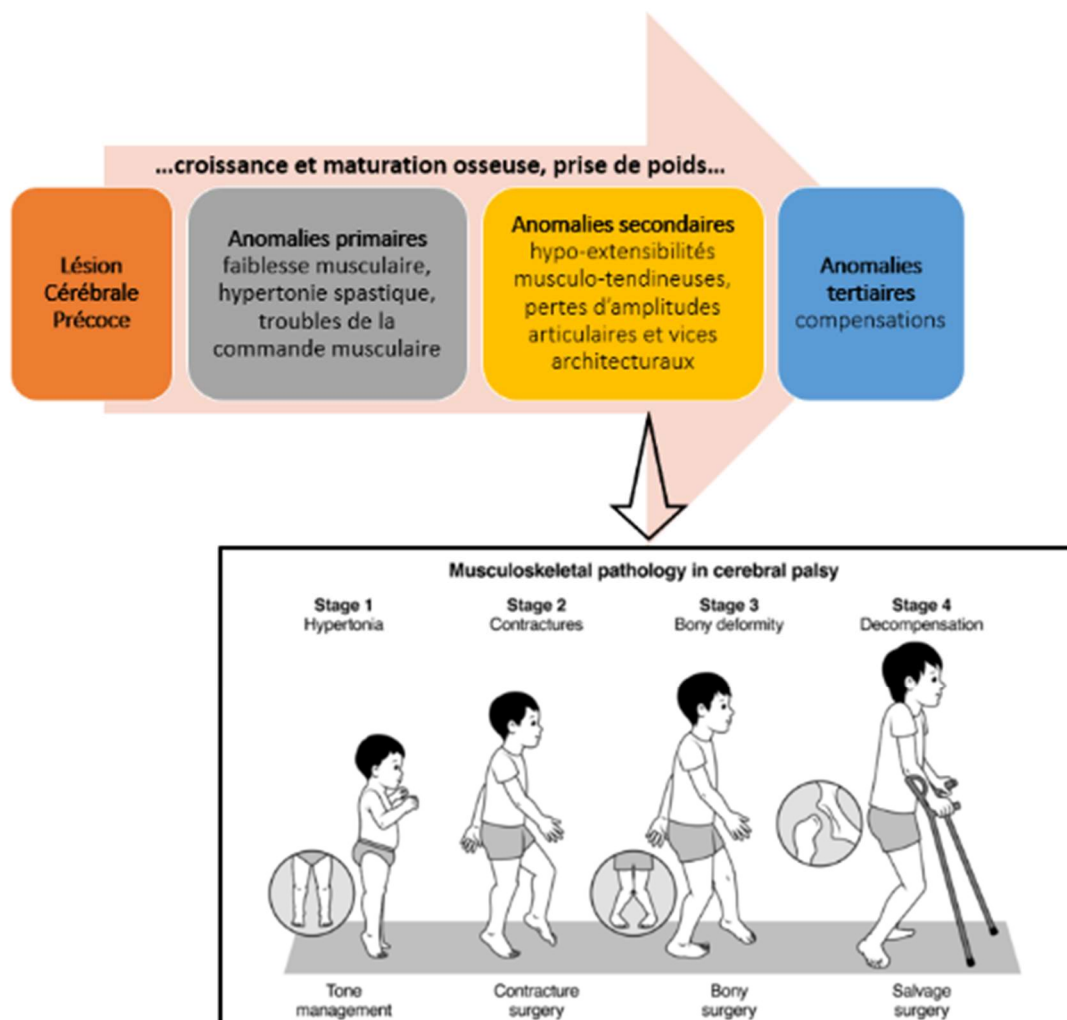 ...croissance et maturation osseuse, prise de poids...
Lésion
Cérébrale
Précoce
Anomalies primaires
faiblesse musculaire,
hypertonie spastique,
troubles de la
commande musculaire
Anomalies secondaires
hypo-extensibilités
musculo-tendineuses,
pertes d'amplitudes
articulaires et vices
architecturaux
Anomalies
tertiaires
compensations
Musculoskeletal pathology in cerebral palsy
Stage 1
Hypertonia
Stage 2
Contractures
Stage 3
Bony deformity
Stage 4
Decompensation
Tone
management
Contracture
surgery
Bony
surgery
Salvage
surgery